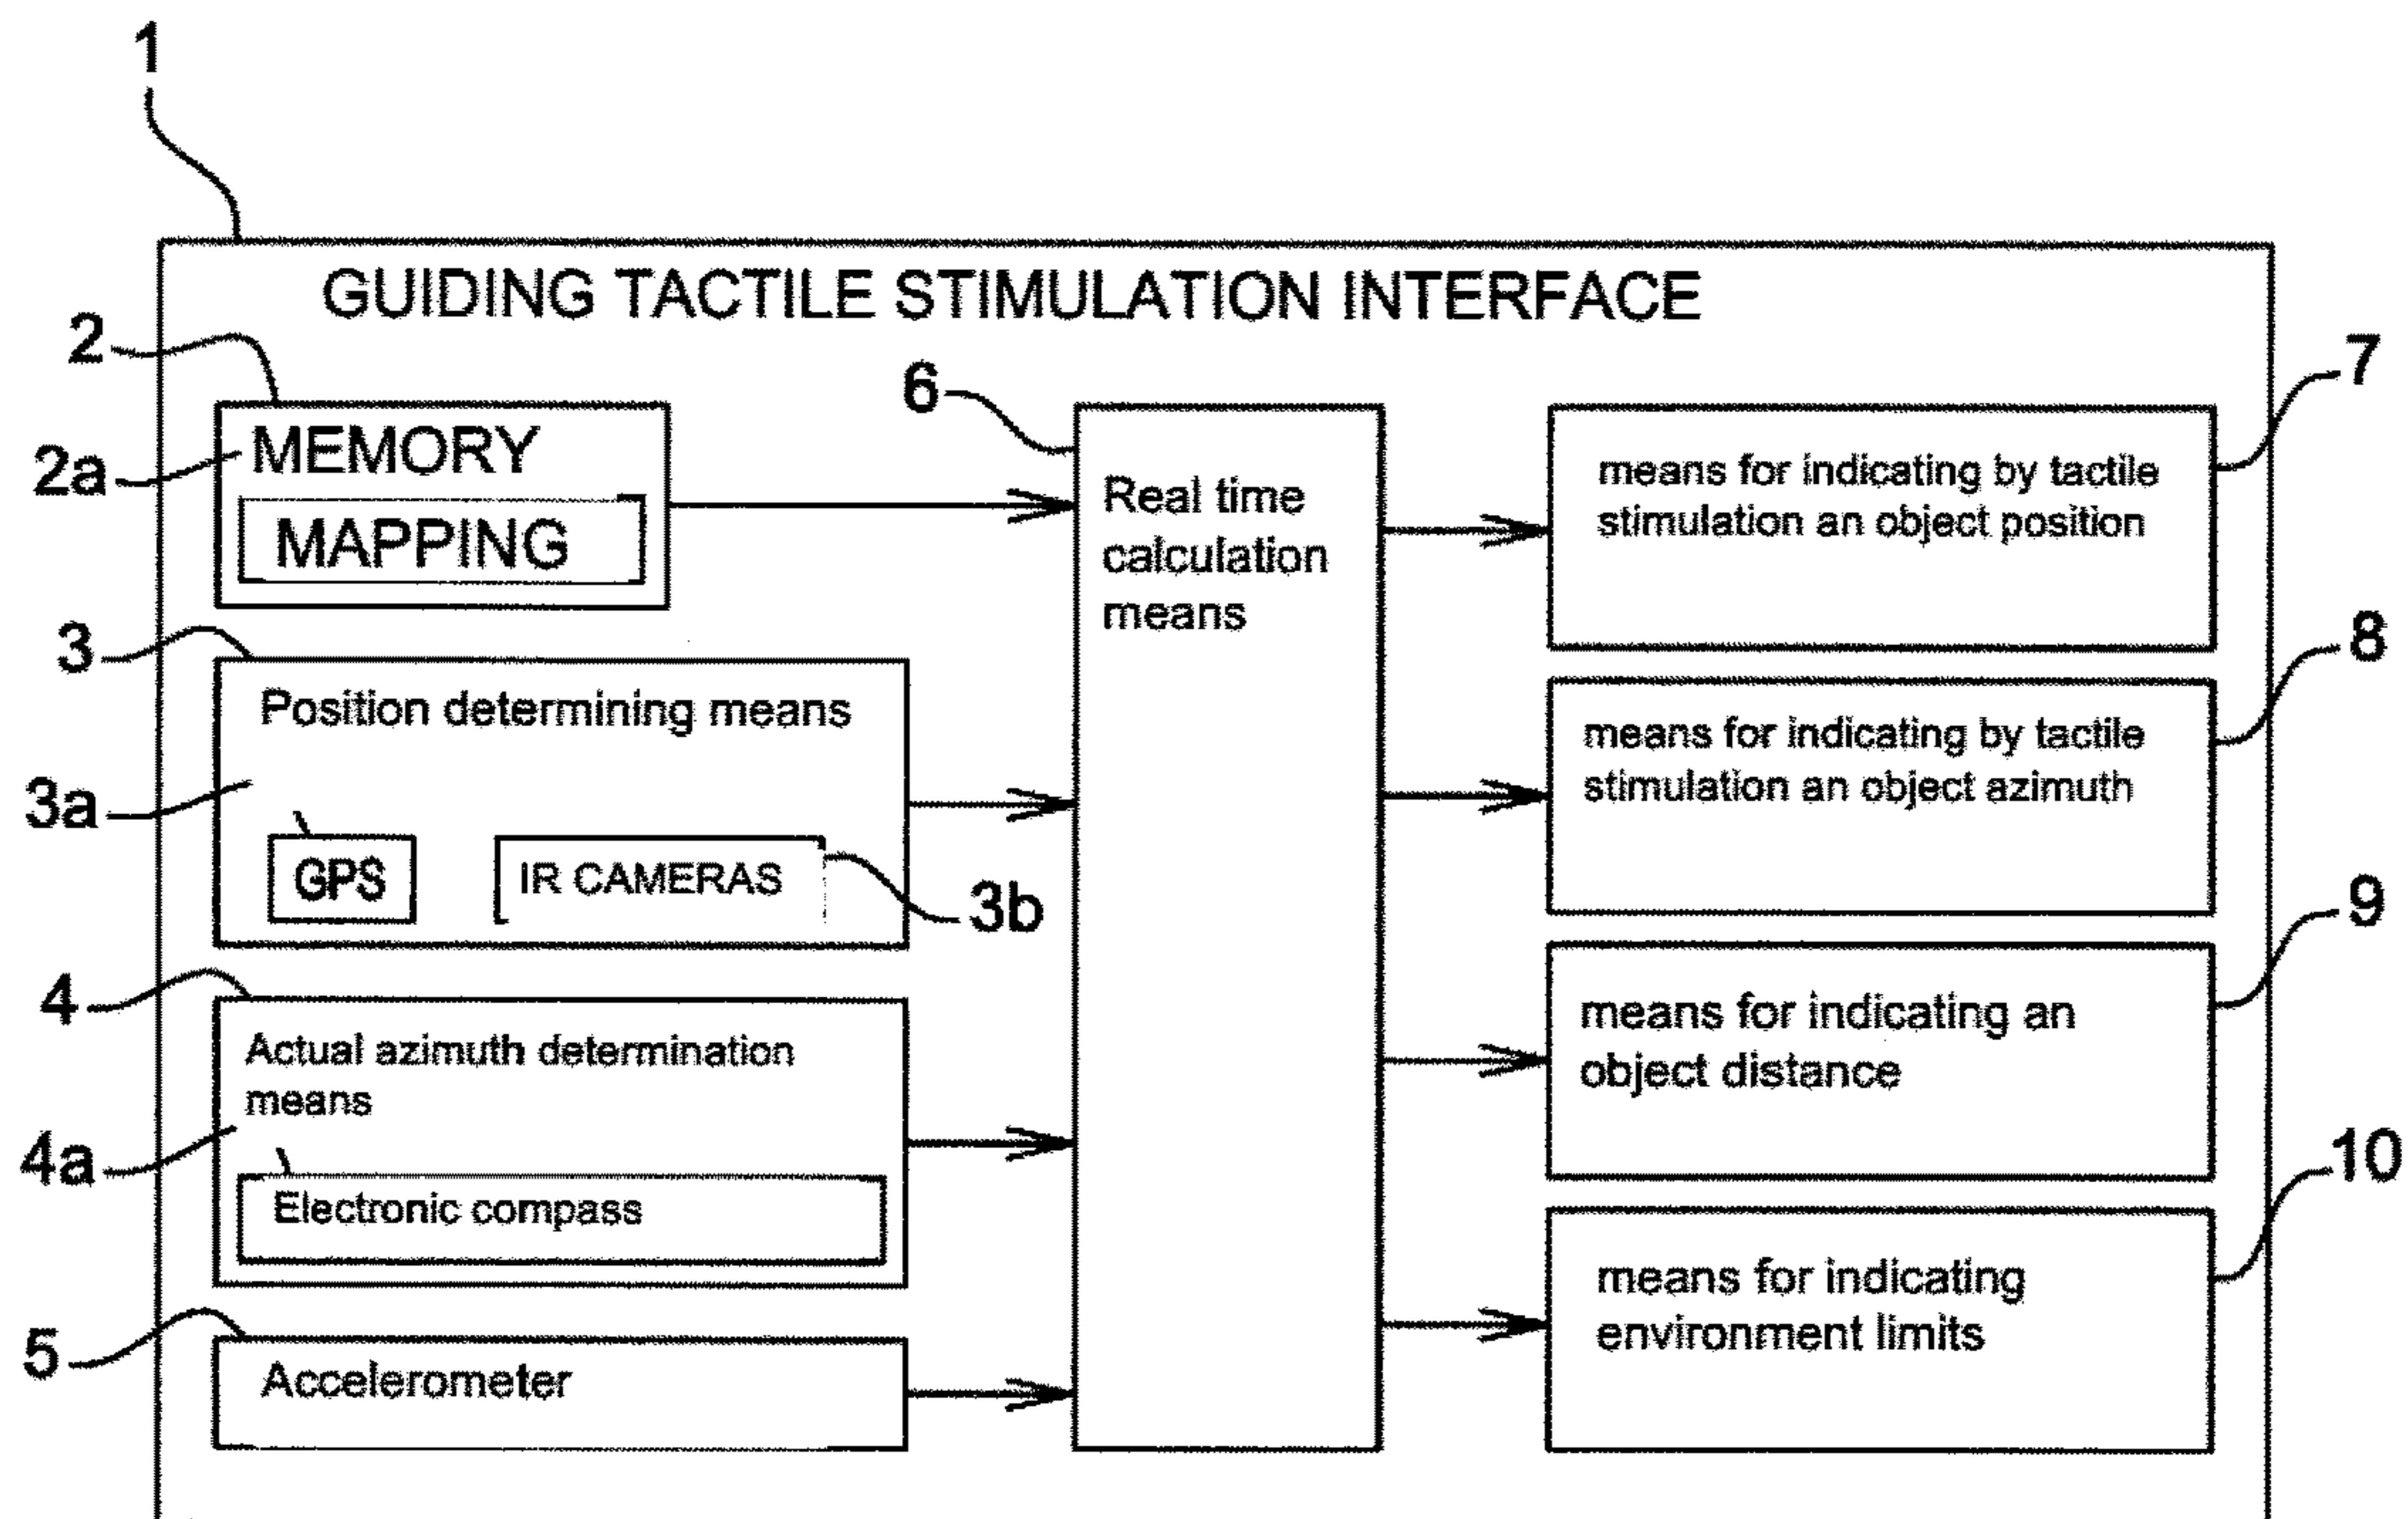 1
GUIDING TACTILE STIMULATION INTERFACE
2
2a
MEMORY
MAPPING
3
Position determining means
3a
GPS
IR CAMERAS
3b
4
Actual azimuth determination
means
4a
Electronic compass
5
Accelerometer
6
Real time
calculation
means
7
means for indicating by tactile
stimulation an object position
8
means for indicating by tactile
stimulation an object azimuth
9
means for indicating an
object distance
10
means for indicating
environment limits